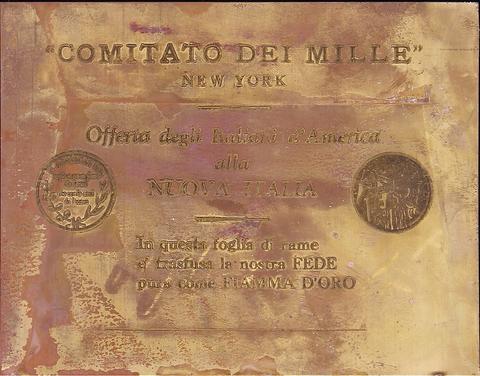 "COMITATO DEI MILLE"
NEW YORK
Offerta degli Italiani d'America
alla
NUOVA ITALIA
In questa foglia di rame
e' trasfusa la nostra FEDE
pura come FIAMMA D'ORO